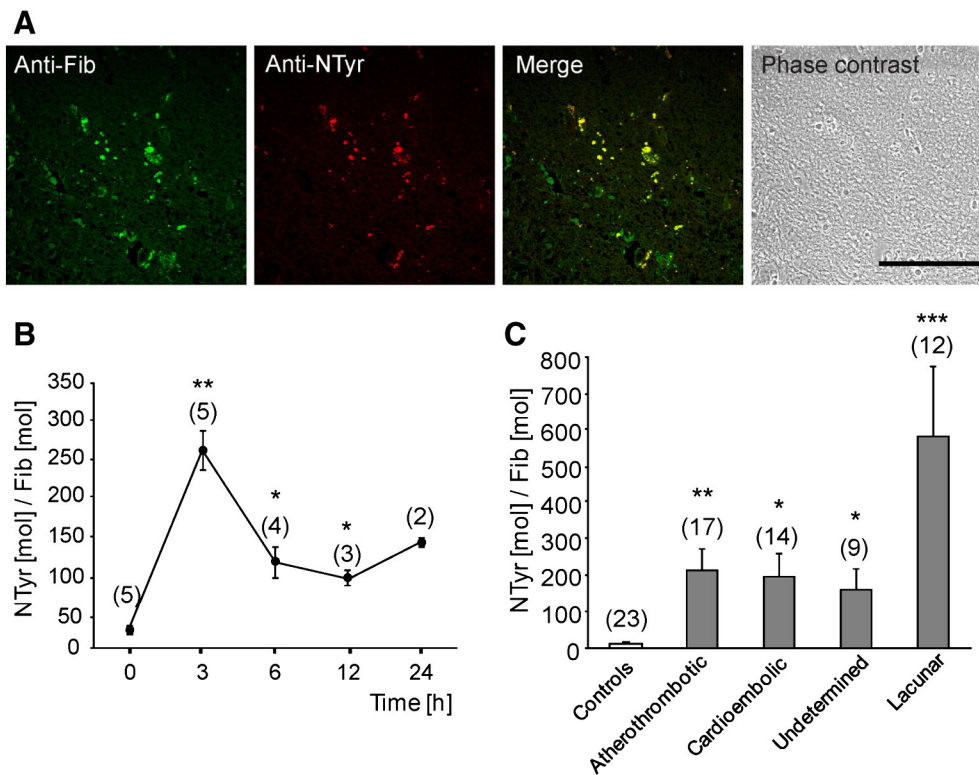 A
Anti-Fib
Anti-NTyr
Merge
Phase contrast
B
NTyr [mol] / Fib [mol]
350
300
250
200
150
100
50
0
**
(5)
(5)
*
(4)
*
(3)
(2)
0 3 6 12 24
Time [h]
C
NTyr [mol] / Fib [mol]
800
700
600
500
400
300
200
100
0
(23)
**
(17)
*
(14)
*
(9)
***
(12)
Controls
Atherothrombotic
Cardioembolic
Undetermined
Lacunar